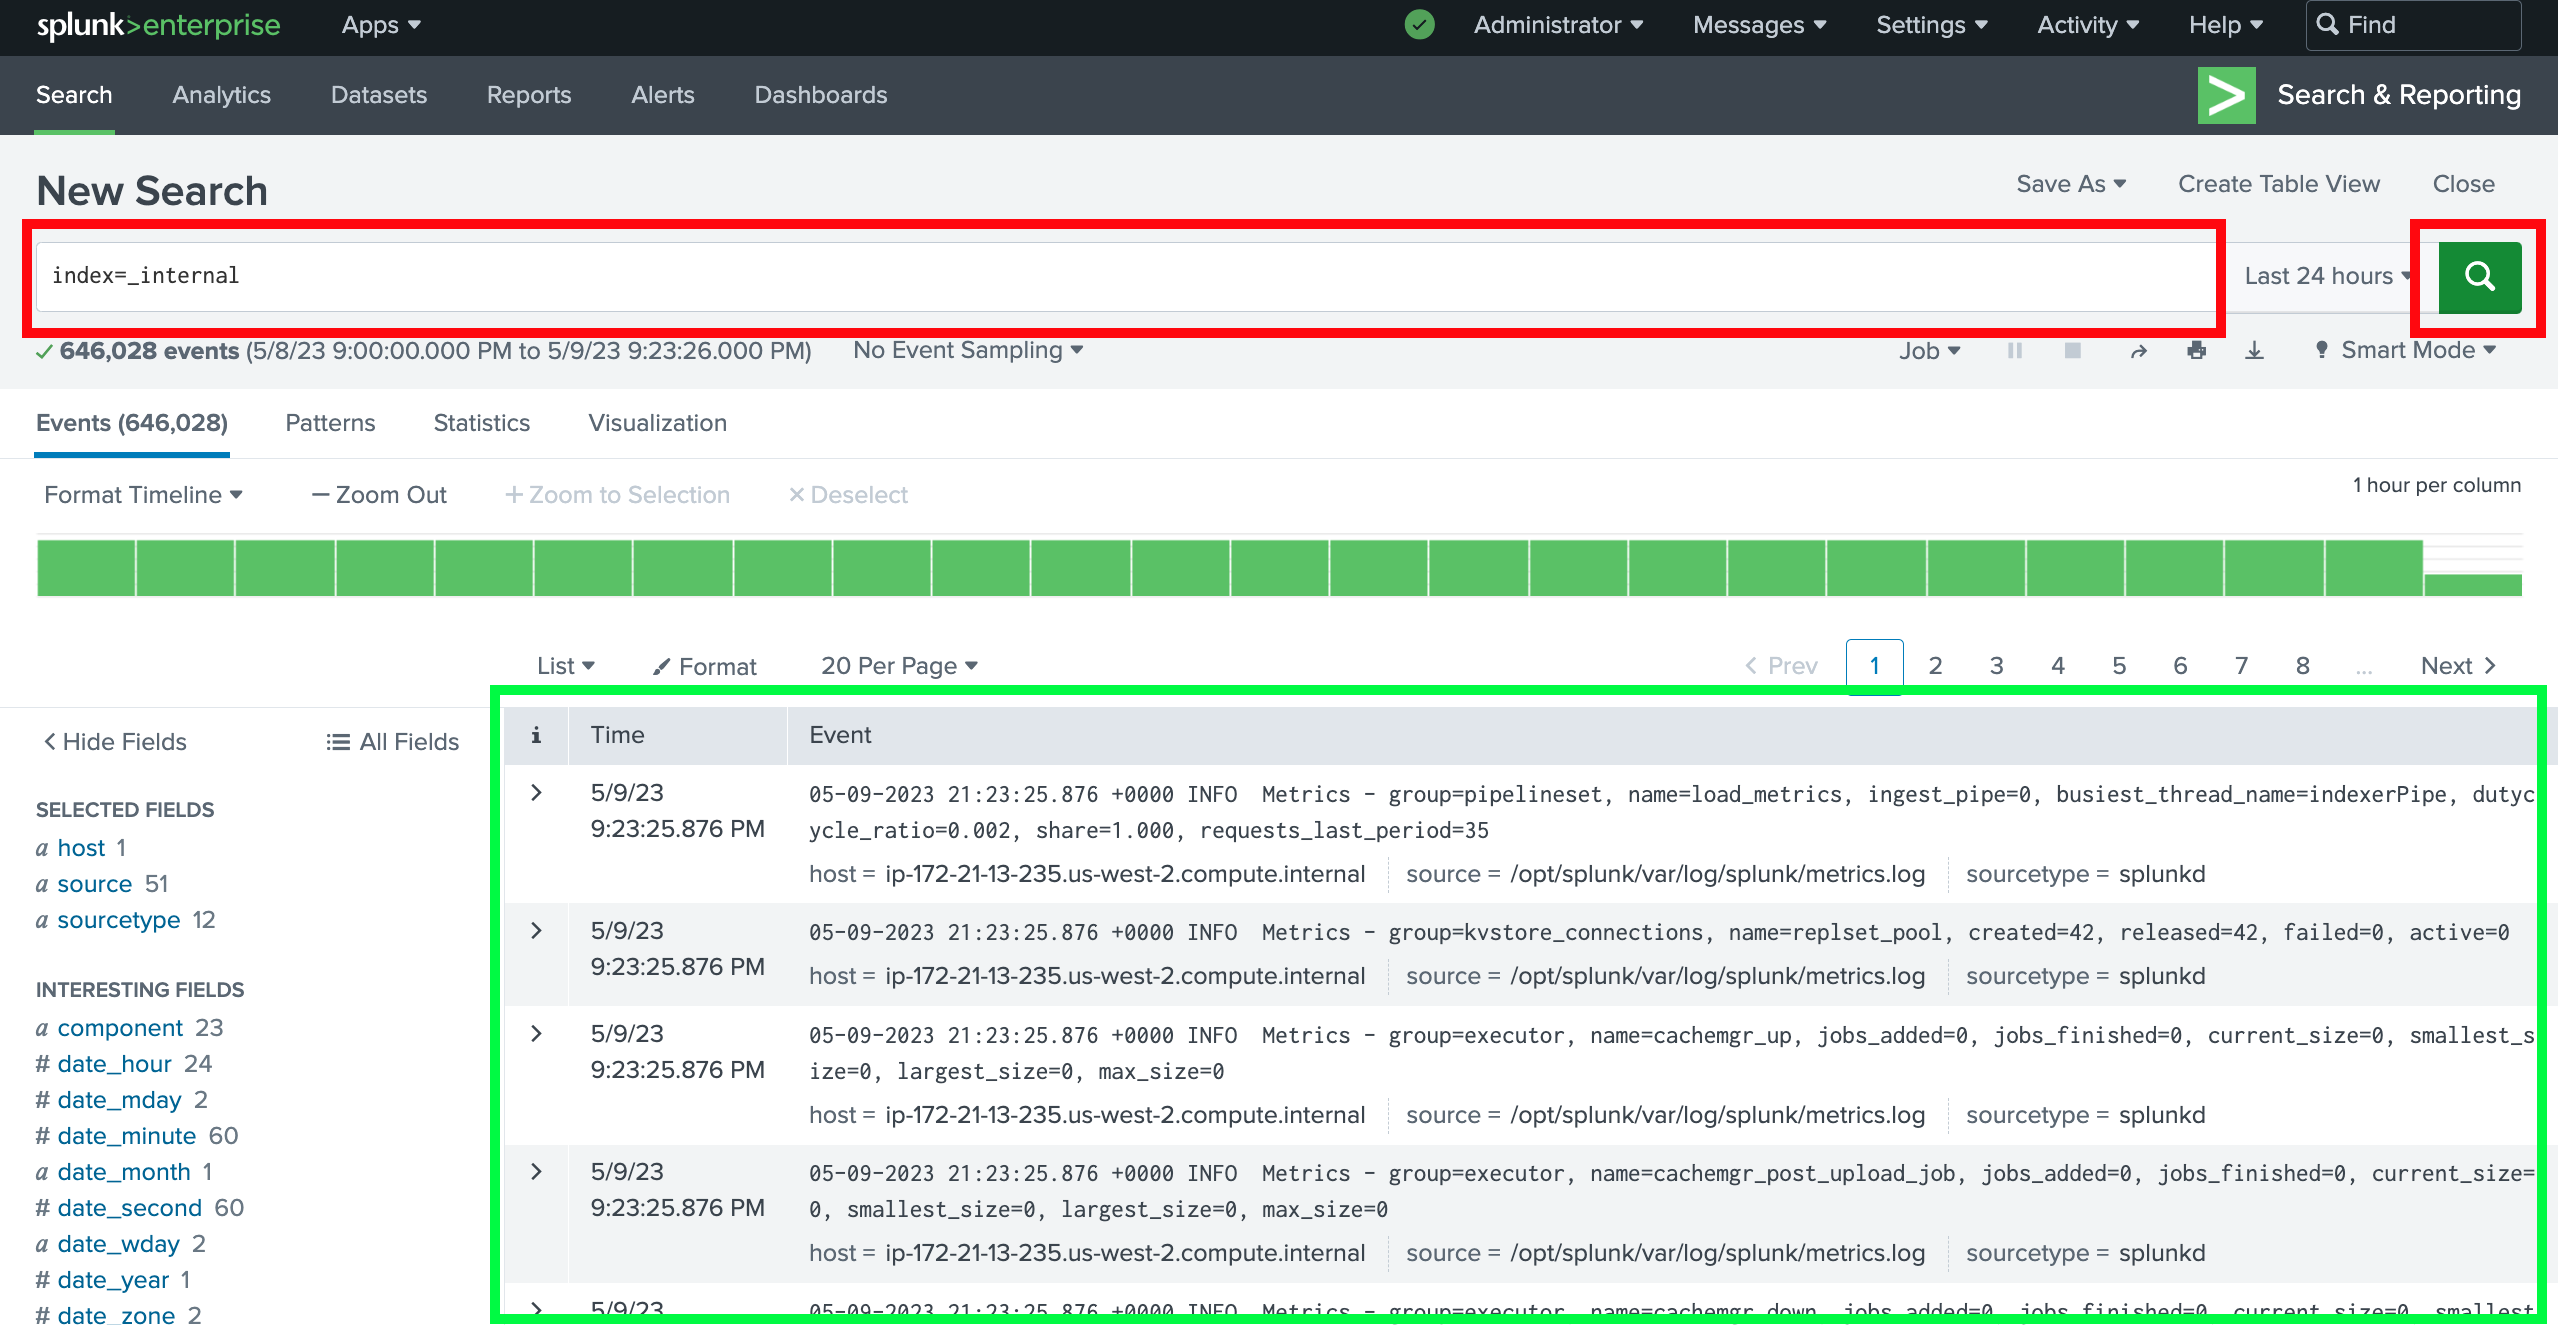 splunk>enterprise Apps Administrator Messages Settings Activity Help Find
Search Analytics Datasets Reports Alerts Dashboards Search & Reporting
New Search Save As Create Table View Close
index=_internal Last 24 hours
646,028 events (5/8/23 9:00:00.000 PM to 5/9/23 9:23:26.000 PM) No Event Sampling Job Smart Mode
Events (646,028) Patterns Statistics Visualization
Format Timeline — Zoom Out + Zoom to Selection × Deselect 1 hour per column
List Format 20 Per Page < Prev 1 2 3 4 5 6 7 8 ... Next >
< Hide Fields All Fields
SELECTED FIELDS
a host 1
a source 51
a sourcetype 12
INTERESTING FIELDS
a component 23
# date_hour 24
# date_mday 2
# date_minute 60
a date_month 1
# date_second 60
a date_wday 2
# date_year 1
# date_zone 2
i Time Event
> 5/9/23
9:23:25.876 PM
05-09-2023 21:23:25.876 +0000 INFO Metrics - group=pipelineset, name=load_metrics, ingest_pipe=0, busiest_thread_name=indexerPipe, dutyc
ycle_ratio=0.002, share=1.000, requests_last_period=35
host = ip-172-21-13-235.us-west-2.compute.internal source = /opt/splunk/var/log/splunk/metrics.log sourcetype = splunkd
> 5/9/23
9:23:25.876 PM
05-09-2023 21:23:25.876 +0000 INFO Metrics - group=kvstore_connections, name=replset_pool, created=42, released=42, failed=0, active=0
host = ip-172-21-13-235.us-west-2.compute.internal source = /opt/splunk/var/log/splunk/metrics.log sourcetype = splunkd
> 5/9/23
9:23:25.876 PM
05-09-2023 21:23:25.876 +0000 INFO Metrics - group=executor, name=cachemgr_up, jobs_added=0, jobs_finished=0, current_size=0, smallest_s
ize=0, largest_size=0, max_size=0
host = ip-172-21-13-235.us-west-2.compute.internal source = /opt/splunk/var/log/splunk/metrics.log sourcetype = splunkd
> 5/9/23
9:23:25.876 PM
05-09-2023 21:23:25.876 +0000 INFO Metrics - group=executor, name=cachemgr_post_upload_job, jobs_added=0, jobs_finished=0, current_size=
0, smallest_size=0, largest_size=0, max_size=0
host = ip-172-21-13-235.us-west-2.compute.internal source = /opt/splunk/var/log/splunk/metrics.log sourcetype = splunkd
> 5/9/23
05-09-2023 21:23:25.876 +0000 INFO Metrics - group=executor, name=cachemgr_down, jobs_added=0, jobs_finished=0, current_size=0, smallest